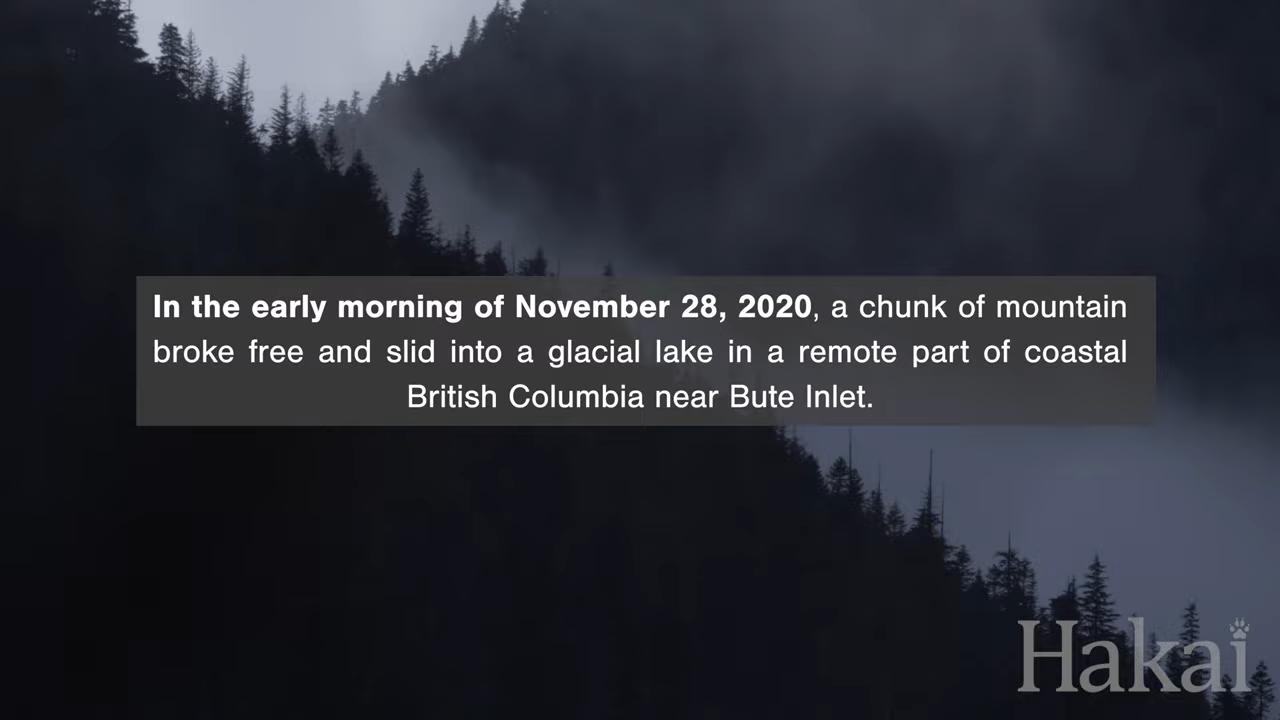 In the early morning of November 28, 2020, a chunk of mountain
broke free and slid into a glacial lake in a remote part of coastal
British Columbia near Bute Inlet.
Hakai